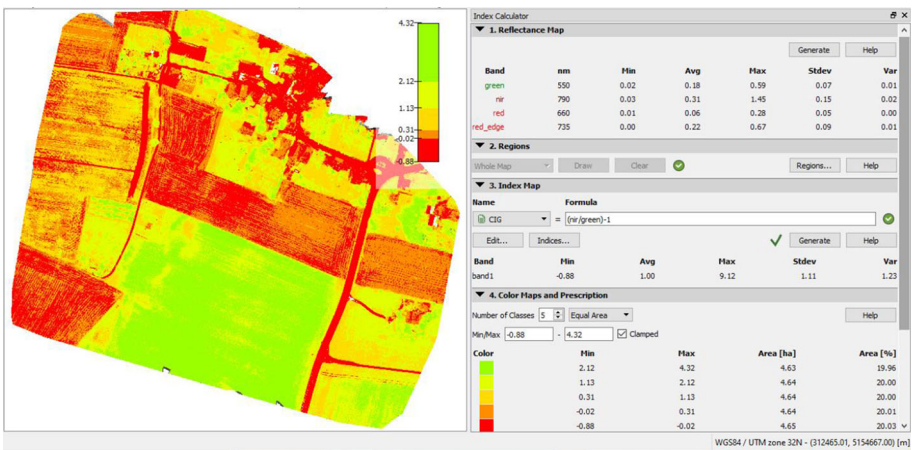 4.32
2.12
1.13
0.31
-0.02
-0.88
Index Calculator
1. Reflectance Map
Generate Help
Band nm Min Avg Max Stdev Var
green 550 0.02 0.18 0.59 0.07 0.01
nir 790 0.03 0.31 1.45 0.15 0.02
red 660 0.01 0.06 0.28 0.05 0.00
red_edge 735 0.00 0.22 0.67 0.09 0.01
2. Regions
Whole Map Draw Clear Regions... Help
3. Index Map
Name Formula
CIG = (nir/green)-1
Edit... Indices... Generate Help
Band Min Avg Max Stdev Var
band1 -0.88 1.00 9.12 1.11 1.23
4. Color Maps and Prescription
Number of Classes 5 Equal Area Help
Min/Max -0.88 - 4.32 Clamped
Color Min Max Area [ha] Area [%]
2.12 4.32 4.63 19.96
1.13 2.12 4.64 20.00
0.31 1.13 4.64 20.00
-0.02 0.31 4.64 20.01
-0.88 -0.02 4.65 20.03
WGS84 / UTM zone 32N - (312465.01, 5154667.00) [m]